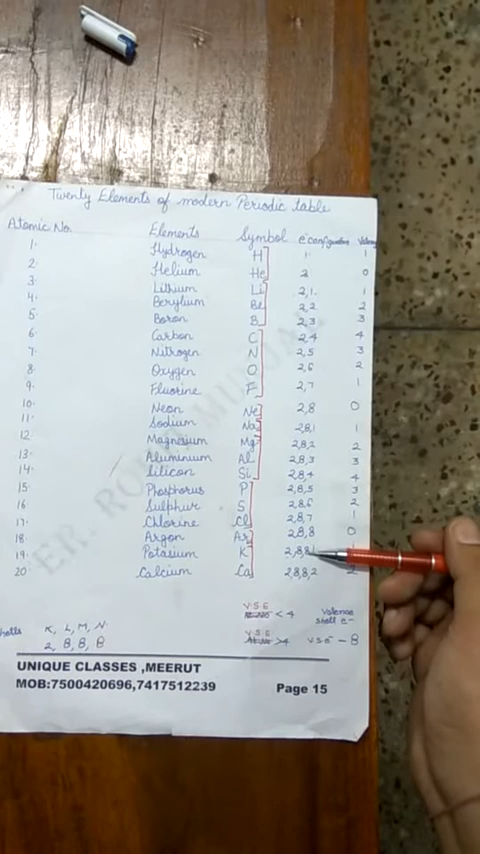 Twenty Elements of modern Periodic table
Atomic No. Elements Symbol e⁻configuration Valency
1. Hydrogen H 1 1
2. Helium He 2 0
3. Lithium Li 2,1. 1
4. Berylium Be 2,2 2
5. Boron B 2,3 3
6. Carbon C 2,4 4
7. Nitrogen N 2,5 3
8. Oxygen O 2,6 2
9. Fluorine F 2,7 1
10. Neon Ne 2,8 0
11. Sodium Na 2,8,1 1
12. Magnesium Mg 2,8,2 2
13. Aluminium Al 2,8,3 3
14. Silicon Si 2,8,4 4
15. Phosphorus P 2,8,5 3
16. Sulphur S 2,8,6 2
17. Chlorine Cl 2,8,7 1
18. Argon Ar 2,8,8 0
19. Potasium K 2,8,8
20. Calcium Ca 2,8,8,2 2
V.S.E < 4 Valence shell e-
K, L, M, N
2, 8, 8, 8
V.S.E >4 V.S.E - 8
UNIQUE CLASSES ,MEERUT
MOB:7500420696,7417512239 Page 15